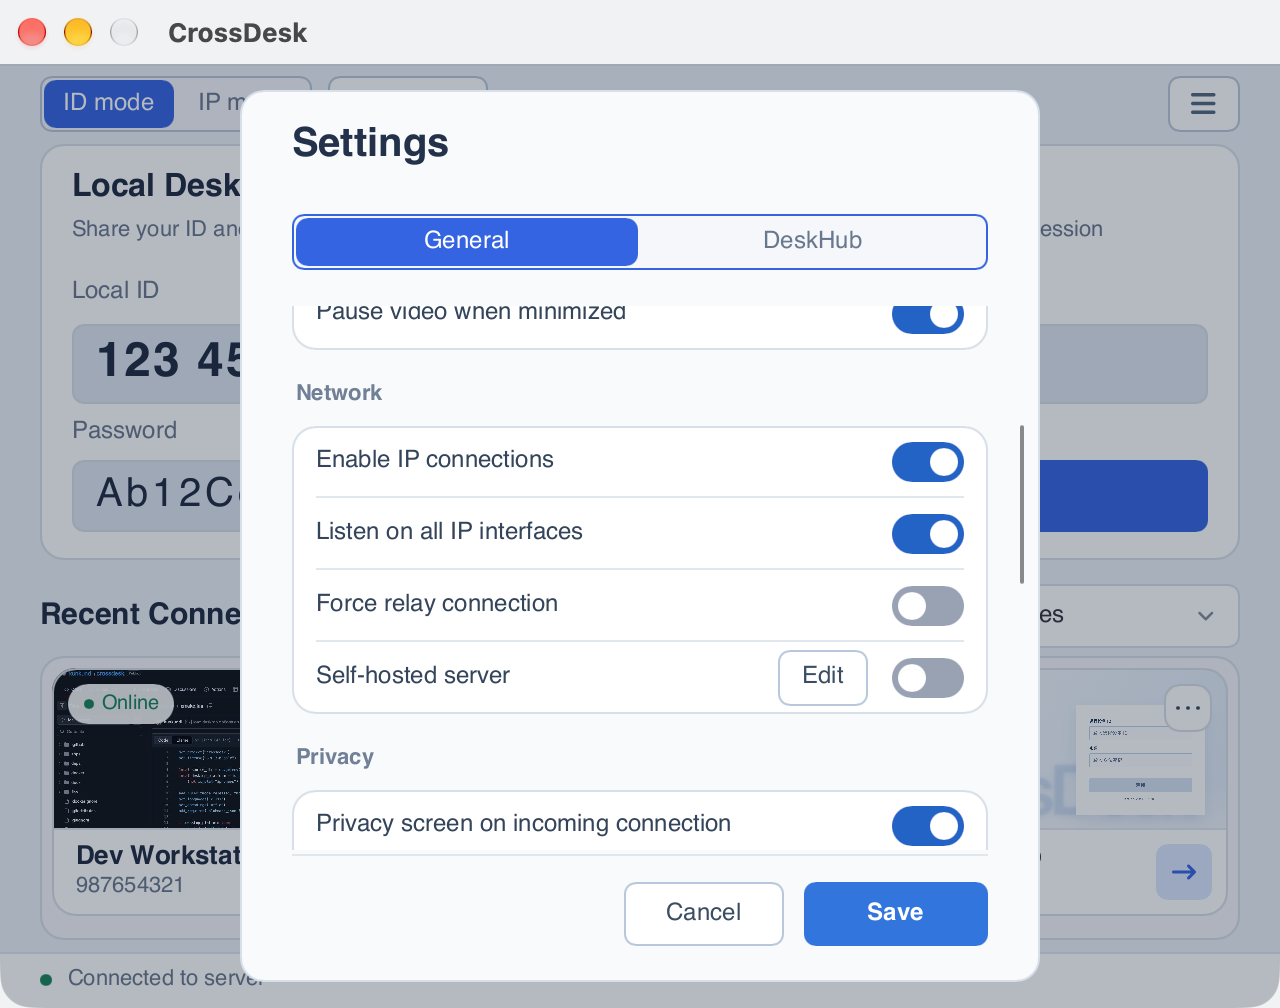 CrossDesk
ID mode
IP m
Settings
General
DeskHub
Local Desk
Share your ID an
ession
Local ID
Pause video when minimized
123 45
Network
Password
Enable IP connections
Ab12C
Listen on all IP interfaces
Force relay connection
Recent Conne
es
Self-hosted server
Edit
Online
Privacy
Privacy screen on incoming connection
Dev Workstat
987654321
Cancel
Save
Connected to server